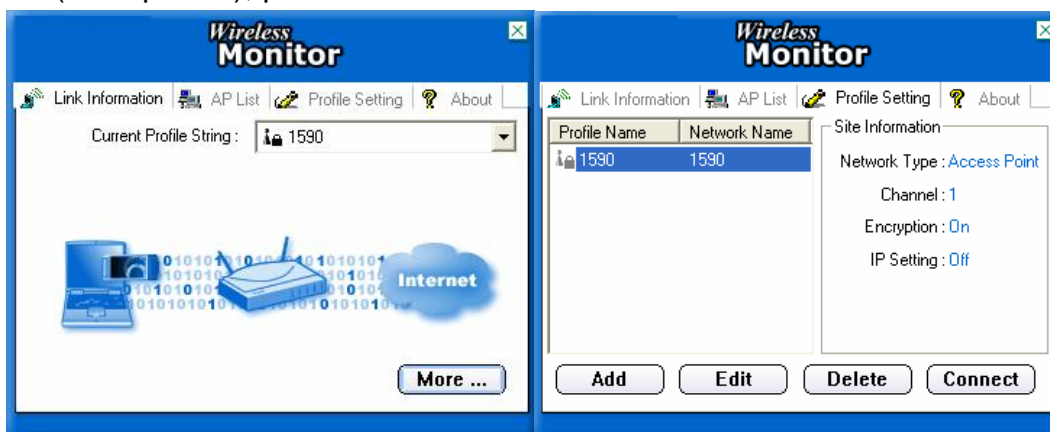 Wireless
Monitor
Link Information AP List Profile Setting About
Current Profile String : 1590
Internet
More ...
Wireless
Monitor
Link Information AP List Profile Setting About
Profile Name Network Name
1590 1590
Site Information
Network Type : Access Point
Channel : 1
Encryption : On
IP Setting : Off
Add Edit Delete Connect